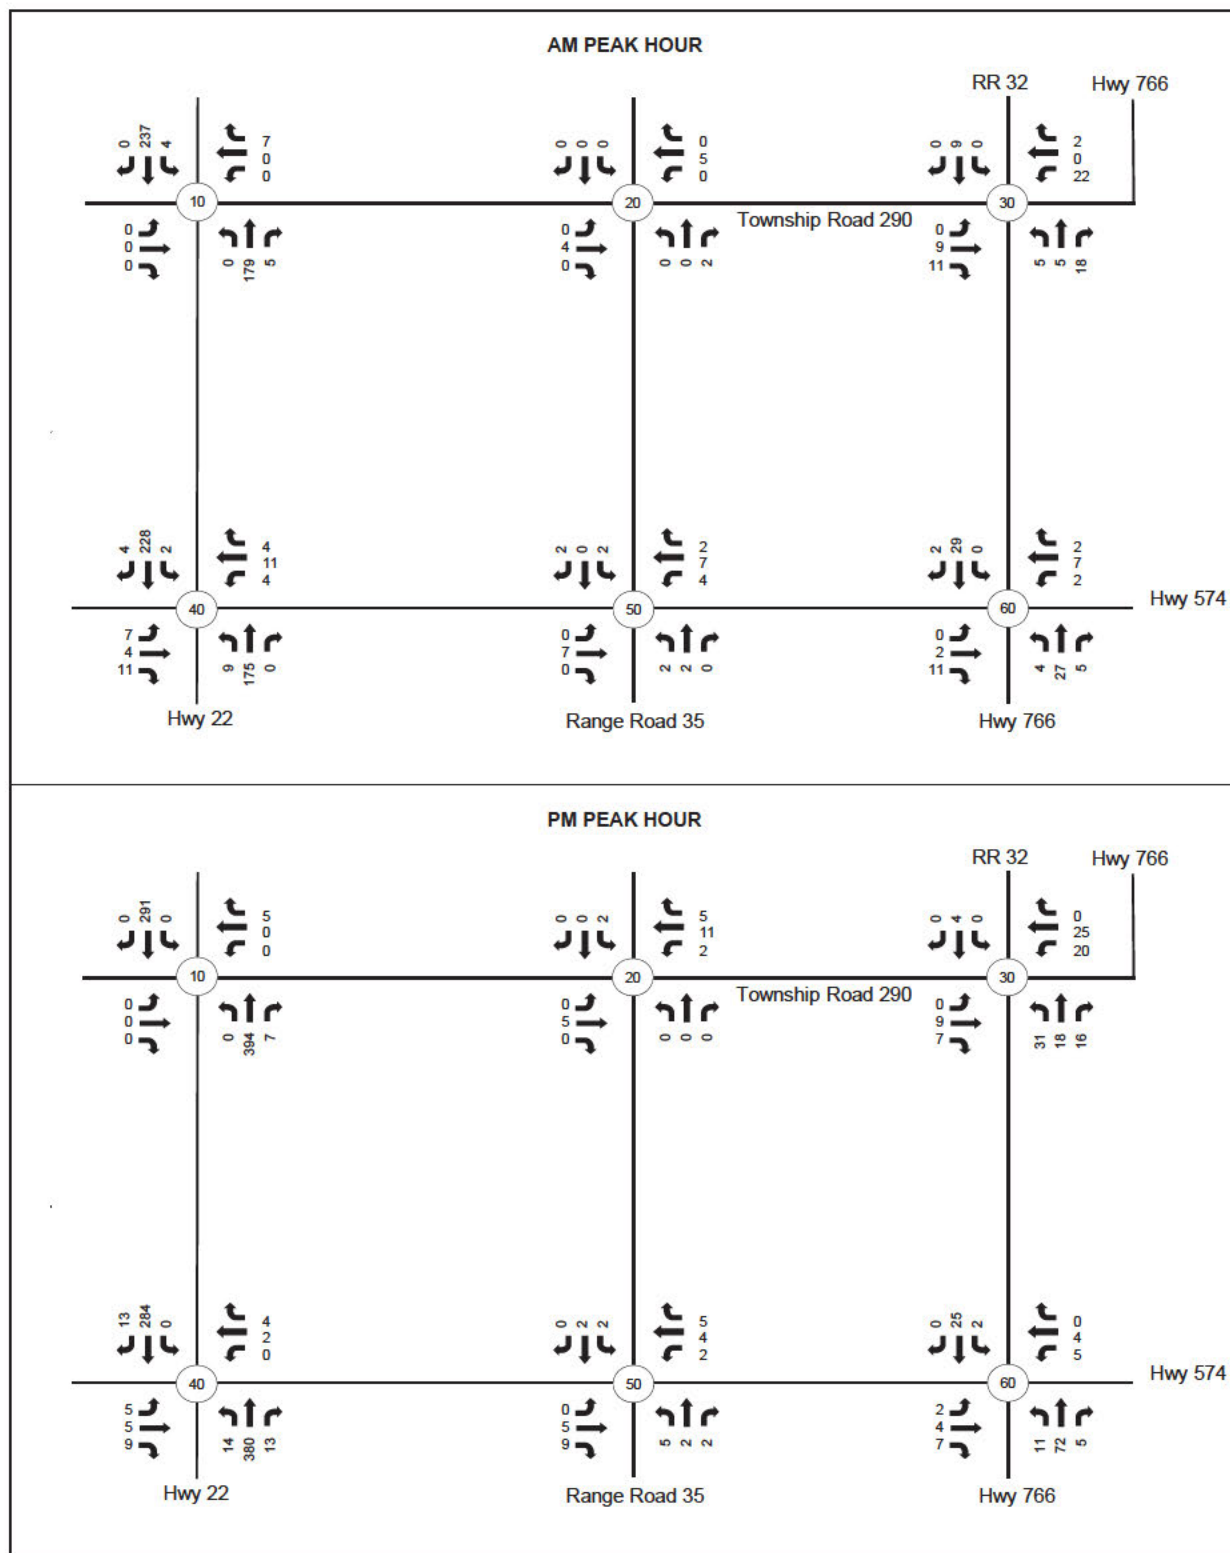 AM PEAK HOUR
RR 32
Hwy 766
0 237 4
7
0
0
0 0 0
0
5
0
0 9 0
2
0
22
10
20
30
Township Road 290
0
0
0
0 179 5
0
4
0
0 0 2
0
9
11
5 5 18
4 228 2
4
11
4
2 0 2
2
7
4
2 29 0
2
7
2
40
50
60
Hwy 574
7
4
11
9 175 0
0
7
0
2 2 0
0
2
11
4 27 5
Hwy 22
Range Road 35
Hwy 766
PM PEAK HOUR
RR 32
Hwy 766
0 291 0
5
0
0
0 0 2
5
11
2
0 4 0
0
25
20
10
20
30
Township Road 290
0
0
0
0 394 7
0
5
0
0 0 0
0
9
7
31 18 16
13 284 0
4
2
0
0 2 2
5
4
2
0 25 2
0
4
5
40
50
60
Hwy 574
5
5
9
14 380 13
0
5
9
5 2 2
2
4
7
11 72 5
Hwy 22
Range Road 35
Hwy 766